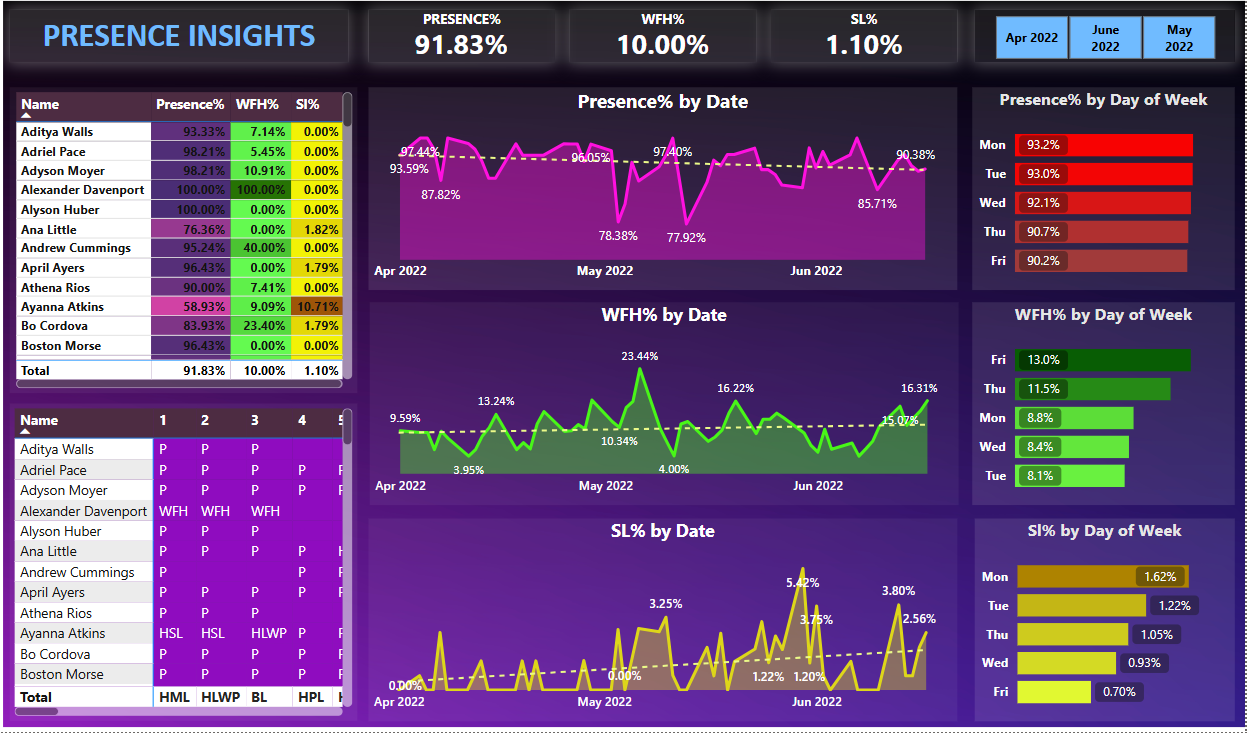 PRESENCE INSIGHTS
PRESENCE%
91.83%
WFH%
10.00%
SL%
1.10%
Apr 2022
June 2022
May 2022
Name Presence% WFH% Sl%
Aditya Walls 93.33% 7.14% 0.00%
Adriel Pace 98.21% 5.45% 0.00%
Adyson Moyer 98.21% 10.91% 0.00%
Alexander Davenport 100.00% 100.00% 0.00%
Alyson Huber 100.00% 0.00% 0.00%
Ana Little 76.36% 0.00% 1.82%
Andrew Cummings 95.24% 40.00% 0.00%
April Ayers 96.43% 0.00% 1.79%
Athena Rios 90.00% 7.41% 0.00%
Ayanna Atkins 58.93% 9.09% 10.71%
Bo Cordova 83.93% 23.40% 1.79%
Boston Morse 96.43% 0.00% 0.00%
Total 91.83% 10.00% 1.10%
Name 1 2 3 4
Aditya Walls P P P
Adriel Pace P P P P
Adyson Moyer P P P P
Alexander Davenport WFH WFH WFH
Alyson Huber P P P
Ana Little P P P P
Andrew Cummings P P
April Ayers P P P P
Athena Rios P P P
Ayanna Atkins HSL HSL HLWP P
Bo Cordova P P P P
Boston Morse P P P P
Total HML HLWP BL HPL
Presence% by Date
97.44%
93.59%
87.82%
96.05%
78.38%
97.40%
77.92%
85.71%
90.38%
Apr 2022 May 2022 Jun 2022
WFH% by Date
9.59%
3.95%
13.24%
10.34%
23.44%
4.00%
16.22%
15.07%
16.31%
Apr 2022 May 2022 Jun 2022
SL% by Date
0.00%
0.00%
3.25%
1.22%
5.42%
1.20%
3.75%
3.80%
2.56%
Apr 2022 May 2022 Jun 2022
Presence% by Day of Week
Mon 93.2%
Tue 93.0%
Wed 92.1%
Thu 90.7%
Fri 90.2%
WFH% by Day of Week
Fri 13.0%
Thu 11.5%
Mon 8.8%
Wed 8.4%
Tue 8.1%
Sl% by Day of Week
Mon 1.62%
Tue 1.22%
Thu 1.05%
Wed 0.93%
Fri 0.70%